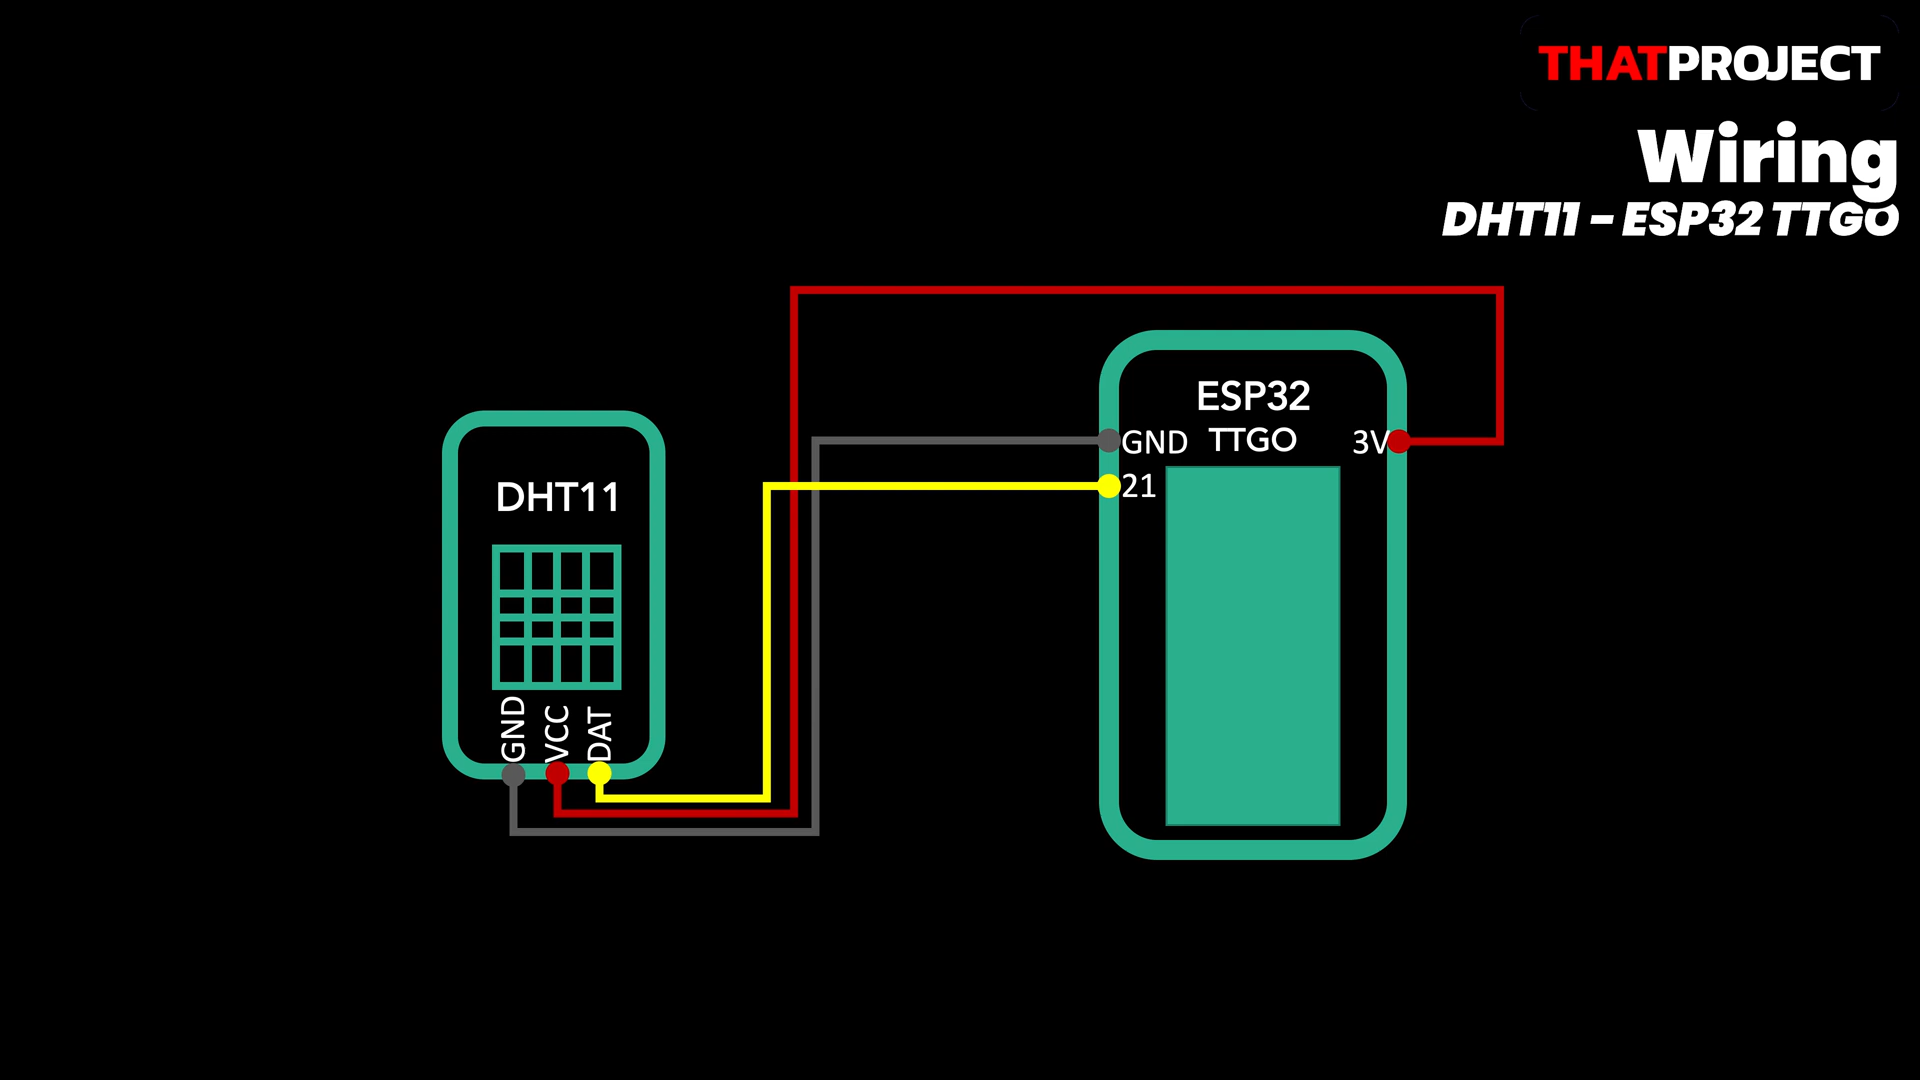 THATPROJECT
Wiring
DHT11 - ESP32 TTGO
ESP32
GND TTGO 3V
21
DHT11
GND
VCC
DAT